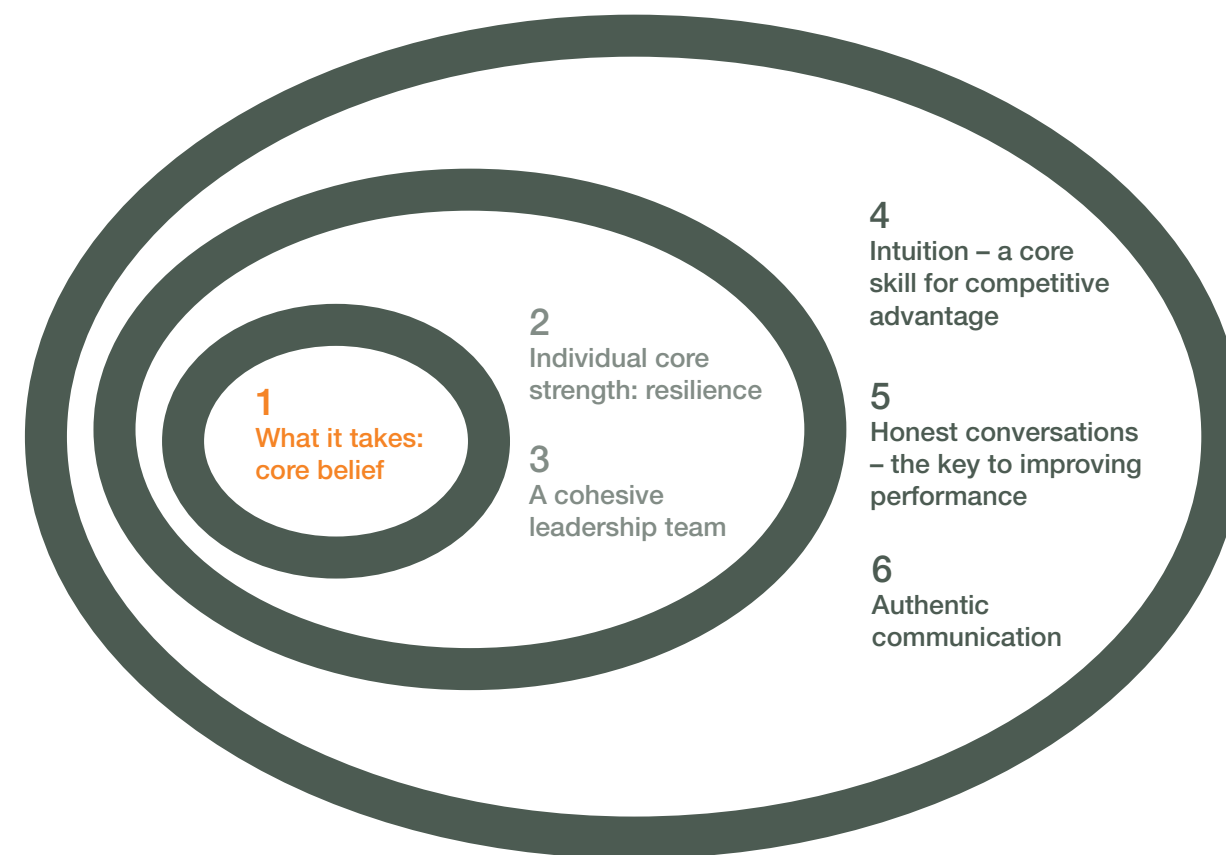 1
What it takes:
core belief
2
Individual core
strength: resilience
3
A cohesive
leadership team
4
Intuition – a core
skill for competitive
advantage
5
Honest conversations
– the key to improving
performance
6
Authentic
communication